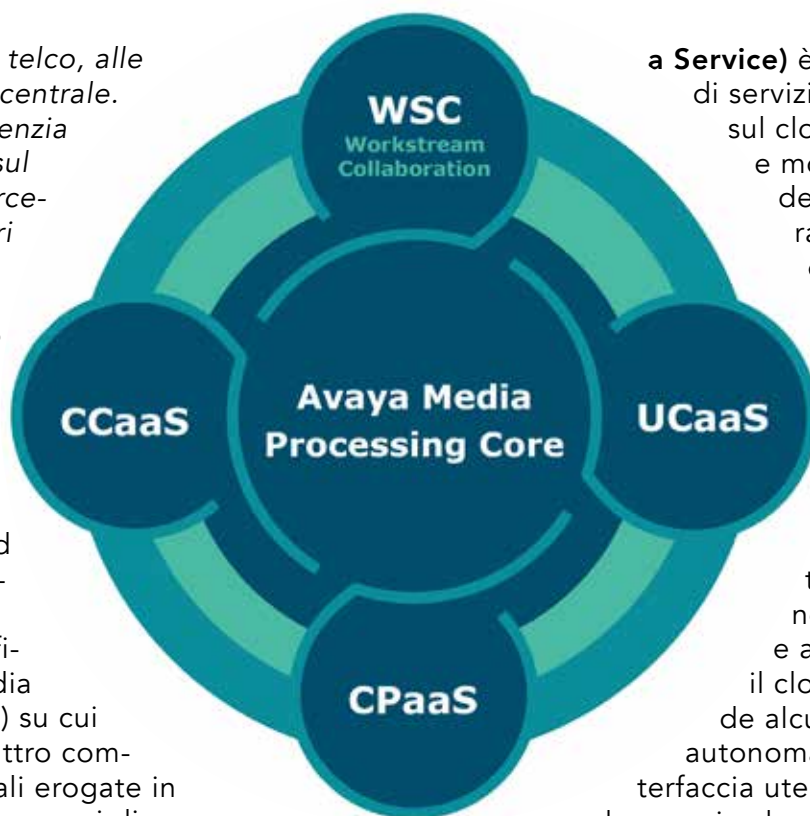 telco, alle
centrale.
enzia
sul
rce-
ri
d
-
fi-
dia
) su cui
ttro com-
ali erogate in
WSC
Workstream
Collaboration
CCaaS
Avaya Media
Processing Core
UCaaS
CPaaS
a Service) è
di servizi
sul clo
e mo
de
ra
t
n
e a
il clo
de alcu
autonoma
terfaccia ute